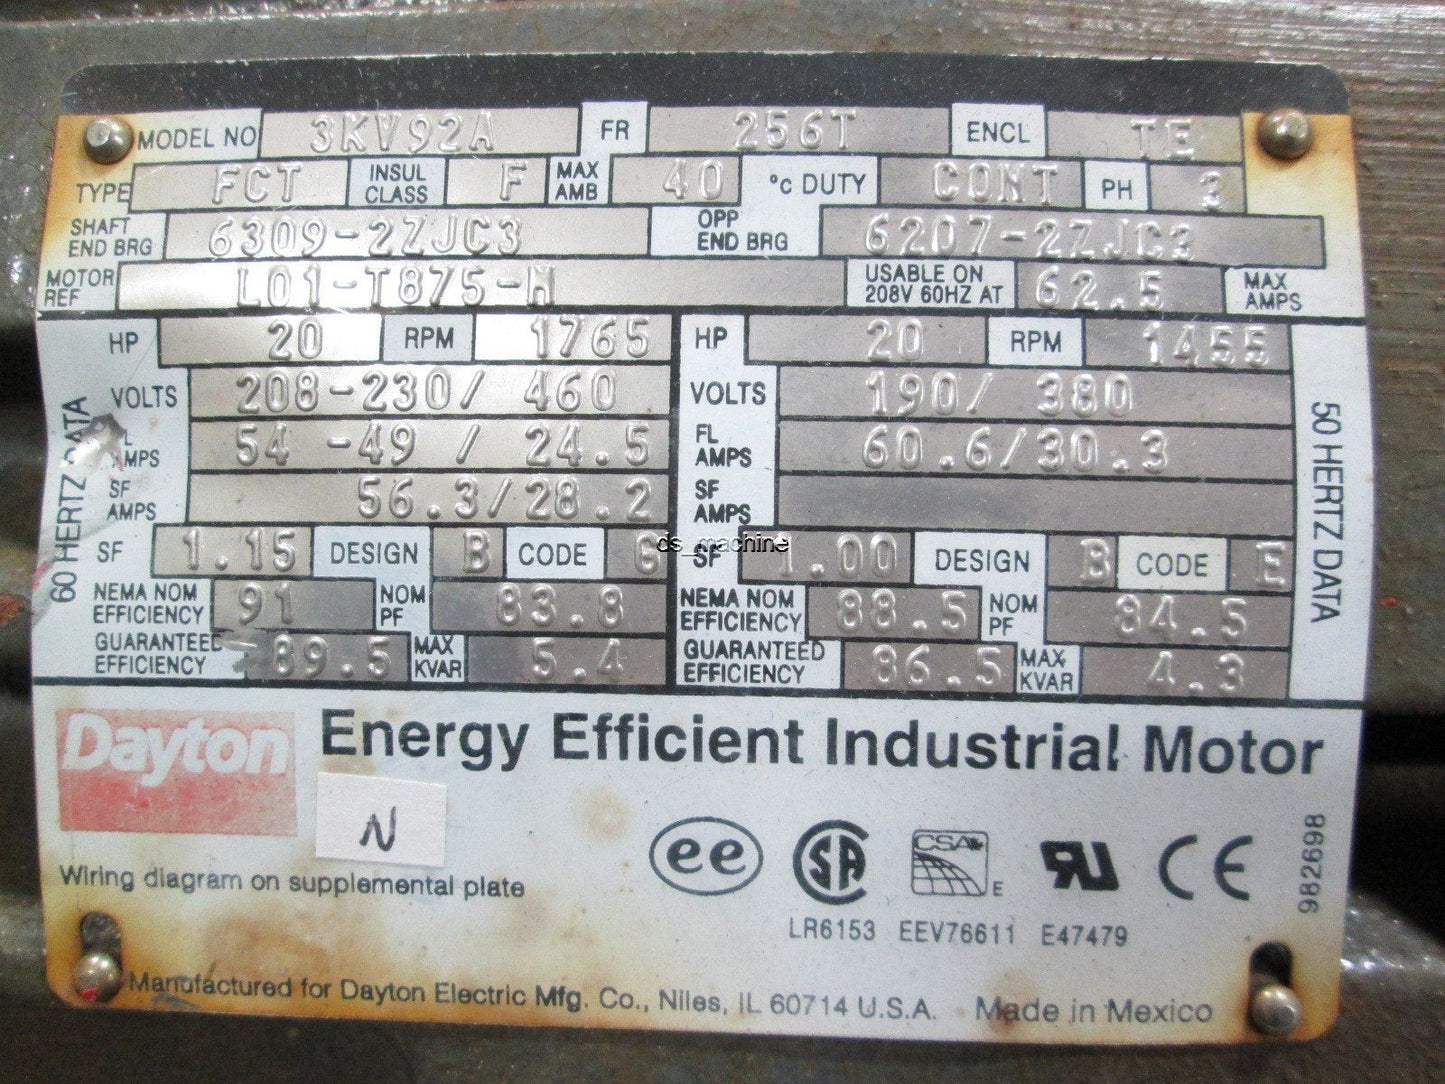 MODEL NO 3KV92A FR 256T ENCL TE
TYPE FCT INSUL CLASS F MAX AMB 40 °C DUTY CONT PH 3
SHAFT END BRG 6309-2ZJC3 OPP END BRG 6207-2ZJC3
MOTOR REF L01-T875-M USABLE ON 208V 60HZ AT 62.5 MAX AMPS
60 HERTZ DATA
HP 20 RPM 1765
VOLTS 208-230/ 460
FL AMPS 54 -49 / 24.5
SF AMPS 56.3/28.2
SF 1.15 DESIGN B CODE G
NEMA NOM EFFICIENCY 91 NOM PF 83.8
GUARANTEED EFFICIENCY 89.5 MAX KVAR 5.4
50 HERTZ DATA
HP 20 RPM 1455
VOLTS 190/ 380
FL AMPS 60.6/30.3
SF AMPS
SF 1.00 DESIGN B CODE E
NEMA NOM EFFICIENCY 88.5 NOM PF 84.5
GUARANTEED EFFICIENCY 86.5 MAX KVAR 4.3
ds_machine
Dayton Energy Efficient Industrial Motor
N
Wiring diagram on supplemental plate
ee SA CSA E RU CE
LR6153 EEV76611 E47479
982698
Manufactured for Dayton Electric Mfg. Co., Niles, IL 60714 U.S.A. Made in Mexico